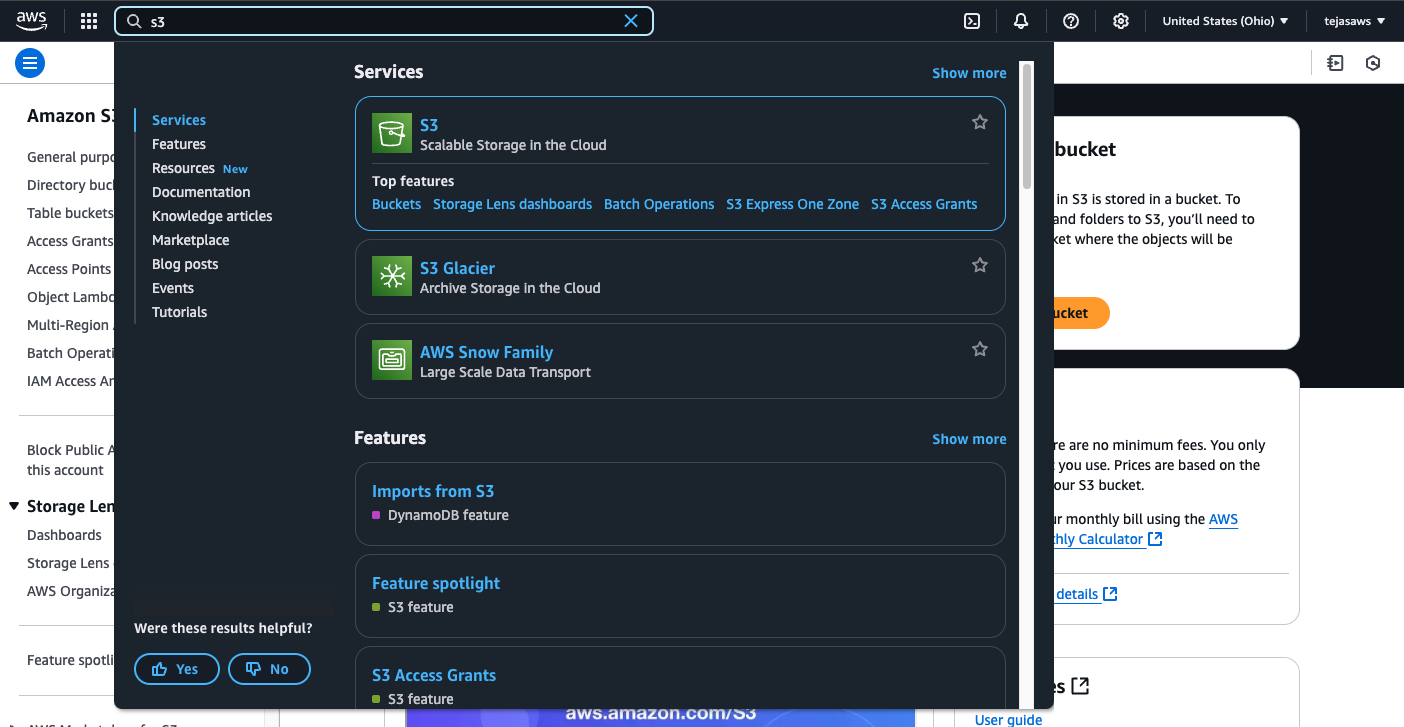 aws
s3
United States (Ohio)
tejasaws
Amazon S3
General purpo
Directory buc
Table buckets
Access Grants
Access Points
Object Lambd
Multi-Region
Batch Operati
IAM Access An
Block Public A
this account
Storage Len
Dashboards
Storage Lens
AWS Organiza
Feature spotli
Services
Features
Resources New
Documentation
Knowledge articles
Marketplace
Blog posts
Events
Tutorials
Were these results helpful?
Yes
No
Services
Show more
S3
Scalable Storage in the Cloud
Top features
Buckets Storage Lens dashboards Batch Operations S3 Express One Zone S3 Access Grants
S3 Glacier
Archive Storage in the Cloud
AWS Snow Family
Large Scale Data Transport
Features
Show more
Imports from S3
DynamoDB feature
Feature spotlight
S3 feature
S3 Access Grants
S3 feature
aws.amazon.com/S3
bucket
in S3 is stored in a bucket. To
and folders to S3, you'll need to
ket where the objects will be
ucket
re are no minimum fees. You only
you use. Prices are based on the
our S3 bucket.
ur monthly bill using the AWS
thly Calculator
details
es
User guide